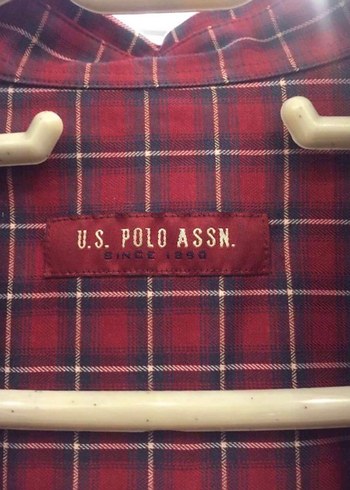 U.S. POLO ASSN.
SINCE 1890